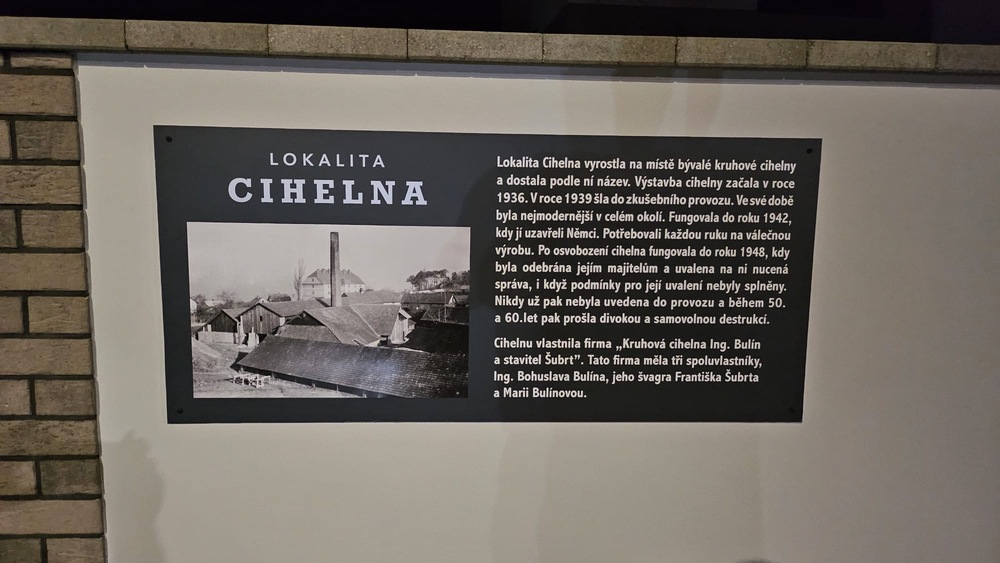 LOKALITA
CIHELNA
Lokalita Cihelna vyrostla na místě bývalé kruhové cihelny
a dostala podle ní název. Výstavba cihelny začala v roce
1936. V roce 1939 šla do zkušebního provozu. Ve své době
byla nejmodernější v celém okolí. Fungovala do roku 1942,
kdy jí uzavřeli Němci. Potřebovali každou ruku na válečnou
výrobu. Po osvobození cihelna fungovala do roku 1948, kdy
byla odebrána jejím majitelům a uvalena na ni nucená
správa, i když podmínky pro její uvalení nebyly splněny.
Nikdy už pak nebyla uvedena do provozu a během 50.
a 60.let pak prošla divokou a samovolnou destrukcí.
Cihelnu vlastnila firma „Kruhová cihelna Ing. Bulín
a stavitel Šubrt”. Tato firma měla tři spoluvlastníky,
Ing. Bohuslava Bulína, jeho švagra Františka Šubrta
a Marii Bulínovou.